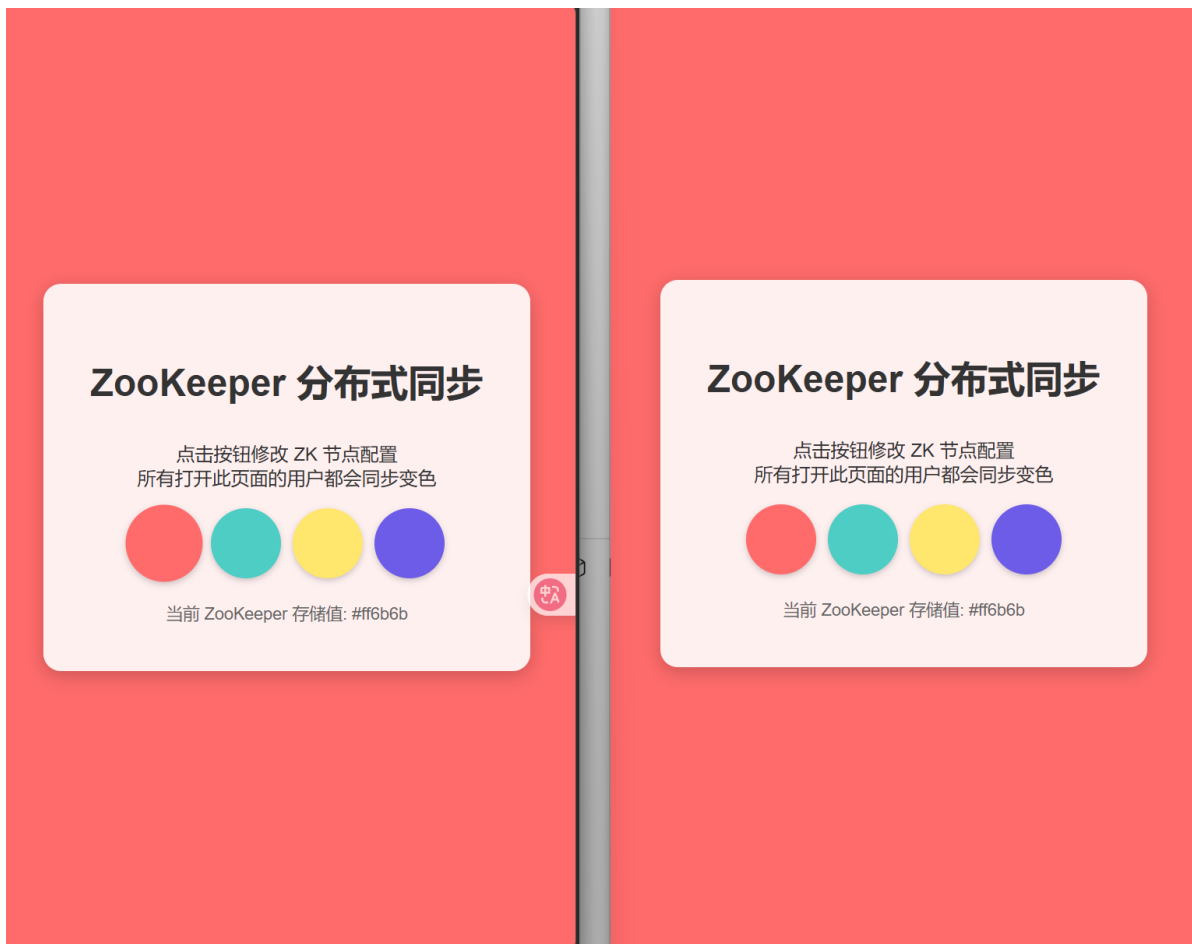 ZooKeeper 分布式同步
点击按钮修改 ZK 节点配置
所有打开此页面的用户都会同步变色
当前 ZooKeeper 存储值: #ff6b6b
中
A
ZooKeeper 分布式同步
点击按钮修改 ZK 节点配置
所有打开此页面的用户都会同步变色
当前 ZooKeeper 存储值: #ff6b6b